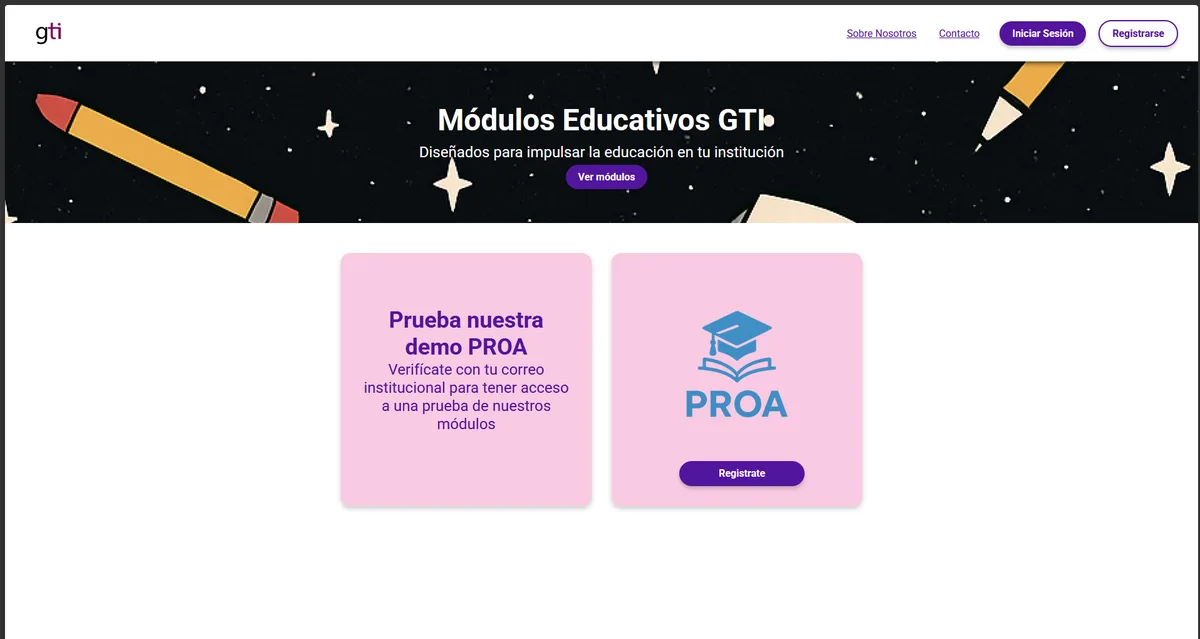 gti
Sobre Nosotros
Contacto
Iniciar Sesión
Registrarse
Módulos Educativos GTI
Diseñados para impulsar la educación en tu institución
Ver módulos
Prueba nuestra
demo PROA
Verifícate con tu correo
institucional para tener acceso
a una prueba de nuestros
módulos
PROA
Registrate